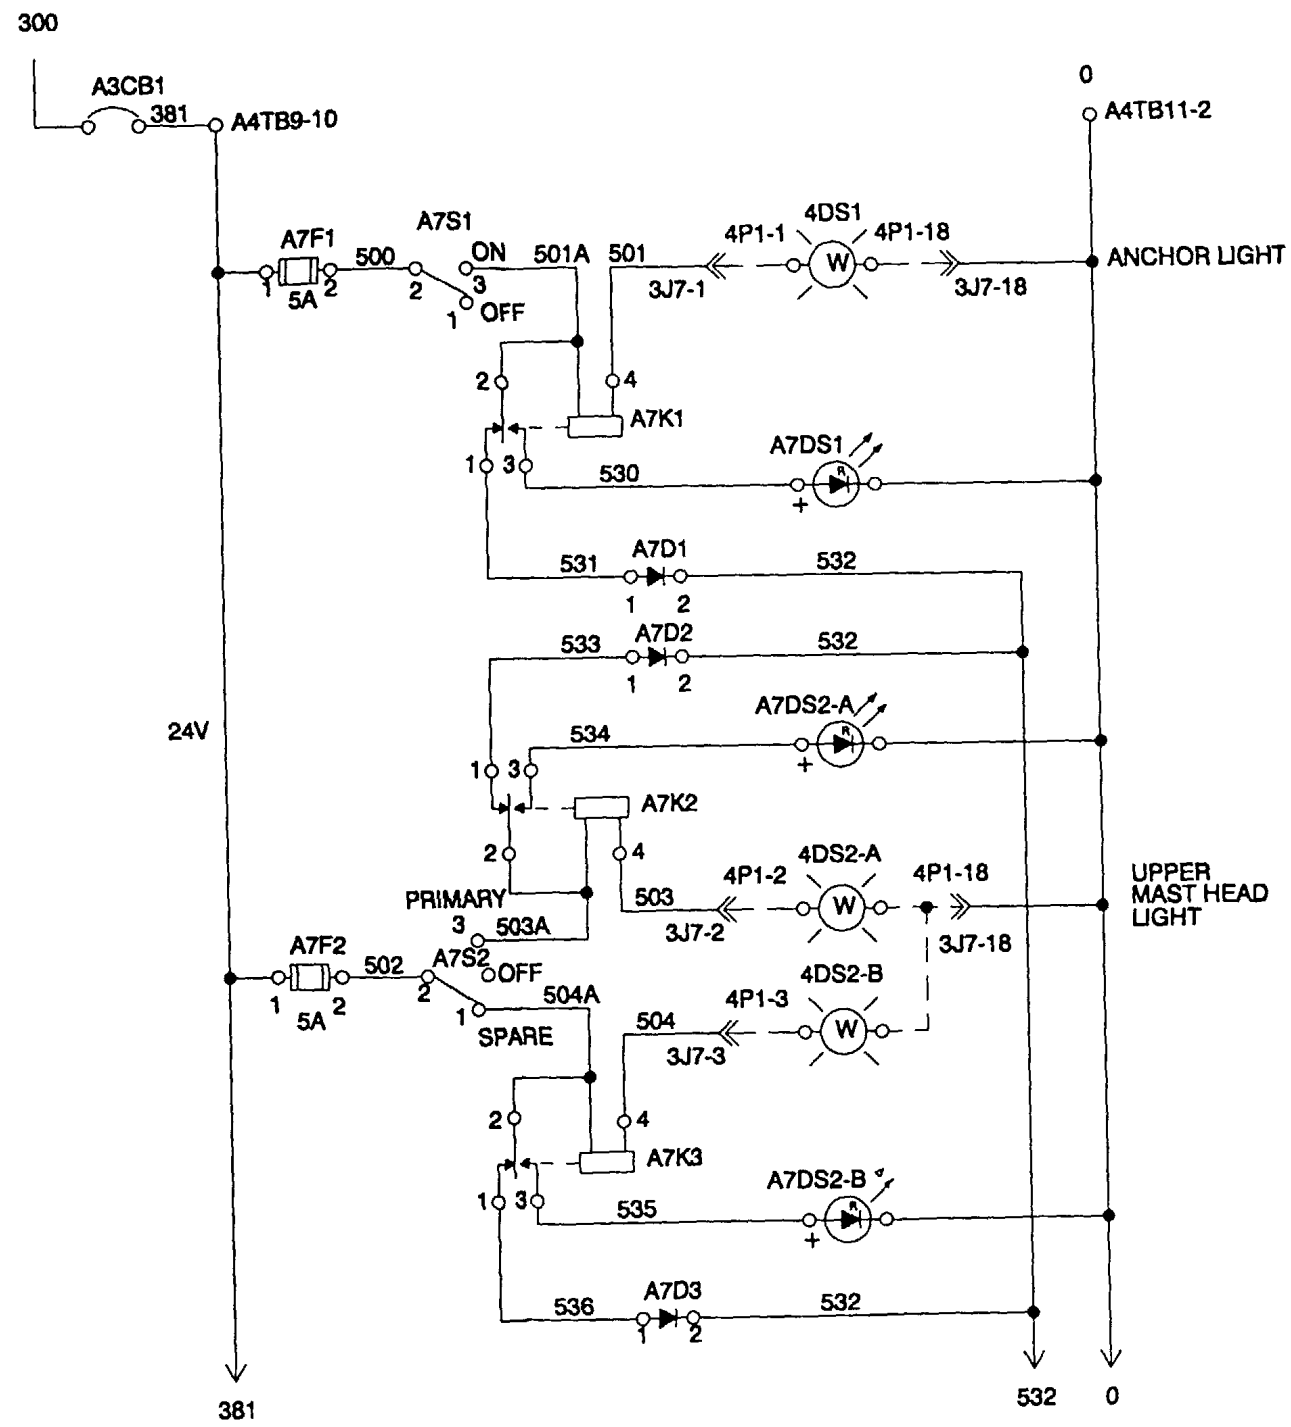 300
0
A3CB1
381
A4TB9-10
A4TB11-2
A7S1
4DS1
4P1-1
4P1-18
A7F1
500
ON
501A
501
W
ANCHOR LIGHT
1
5A
2
2
3
3J7-1
3J7-18
1
OFF
2
4
A7K1
A7DS1
1
3
530
R
+
A7D1
531
532
1
2
A7D2
533
532
1
2
A7DS2-A
24V
534
R
1
3
+
A7K2
2
4
4DS2-A
4P1-2
4P1-18
UPPER
MAST HEAD
LIGHT
PRIMARY
503
W
3
503A
3J7-2
3J7-18
A7F2
502
A7S2
OFF
4DS2-B
1
5A
2
2
504A
4P1-3
1
504
W
SPARE
3J7-3
2
4
A7K3
A7DS2-B
1
3
535
R
+
A7D3
536
532
1
2
381
532
0